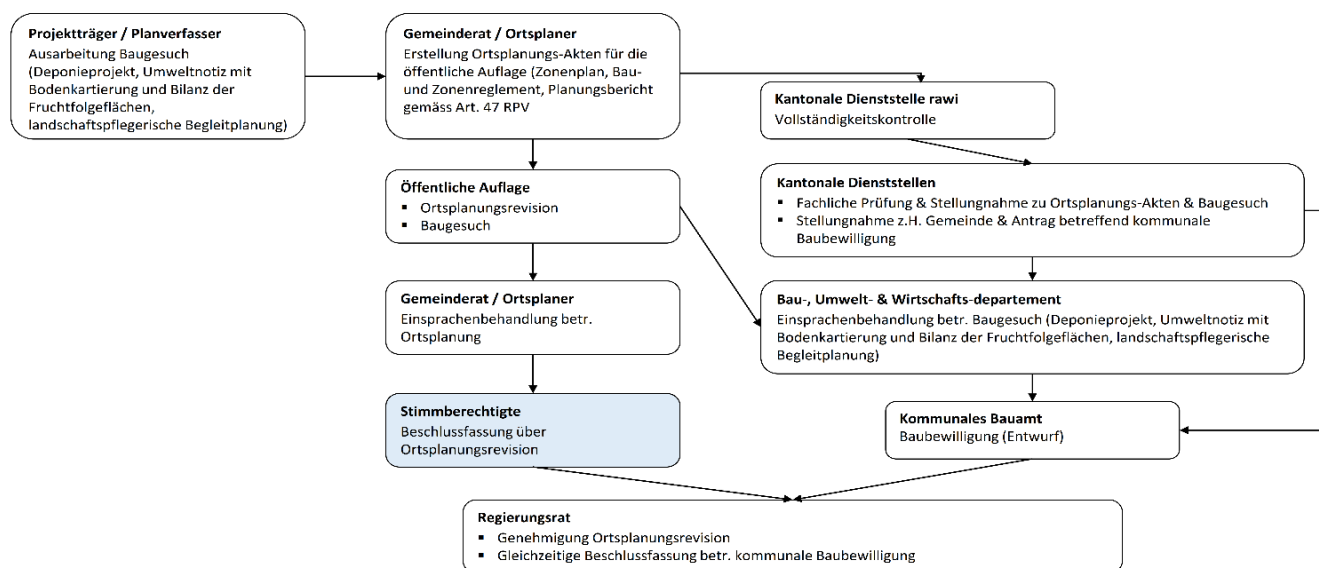 Projektträger / Planverfasser
Ausarbeitung Baugesuch
(Deponieprojekt, Umweltnotiz mit
Bodenkartierung und Bilanz der
Fruchtfolgeflächen,
landschaftspflegerische Begleitplanung)
Gemeinderat / Ortsplaner
Erstellung Ortsplanungs-Akten für die
öffentliche Auflage (Zonenplan, Bau-
und Zonenreglement, Planungsbericht
gemäss Art. 47 RPV
Kantonale Dienststelle rawi
Vollständigkeitskontrolle
Öffentliche Auflage
▪ Ortsplanungsrevision
▪ Baugesuch
Kantonale Dienststellen
▪ Fachliche Prüfung & Stellungnahme zu Ortsplanungs-Akten & Baugesuch
▪ Stellungnahme z.H. Gemeinde & Antrag betreffend kommunale
Baubewilligung
Gemeinderat / Ortsplaner
Einsprachenbehandlung betr.
Ortsplanung
Bau-, Umwelt- & Wirtschafts-departement
Einsprachenbehandlung betr. Baugesuch (Deponieprojekt, Umweltnotiz mit
Bodenkartierung und Bilanz der Fruchtfolgeflächen, landschaftspflegerische
Begleitplanung)
Stimmberechtigte
Beschlussfassung über
Ortsplanungsrevision
Kommunales Bauamt
Baubewilligung (Entwurf)
Regierungsrat
▪ Genehmigung Ortsplanungsrevision
▪ Gleichzeitige Beschlussfassung betr. kommunale Baubewilligung